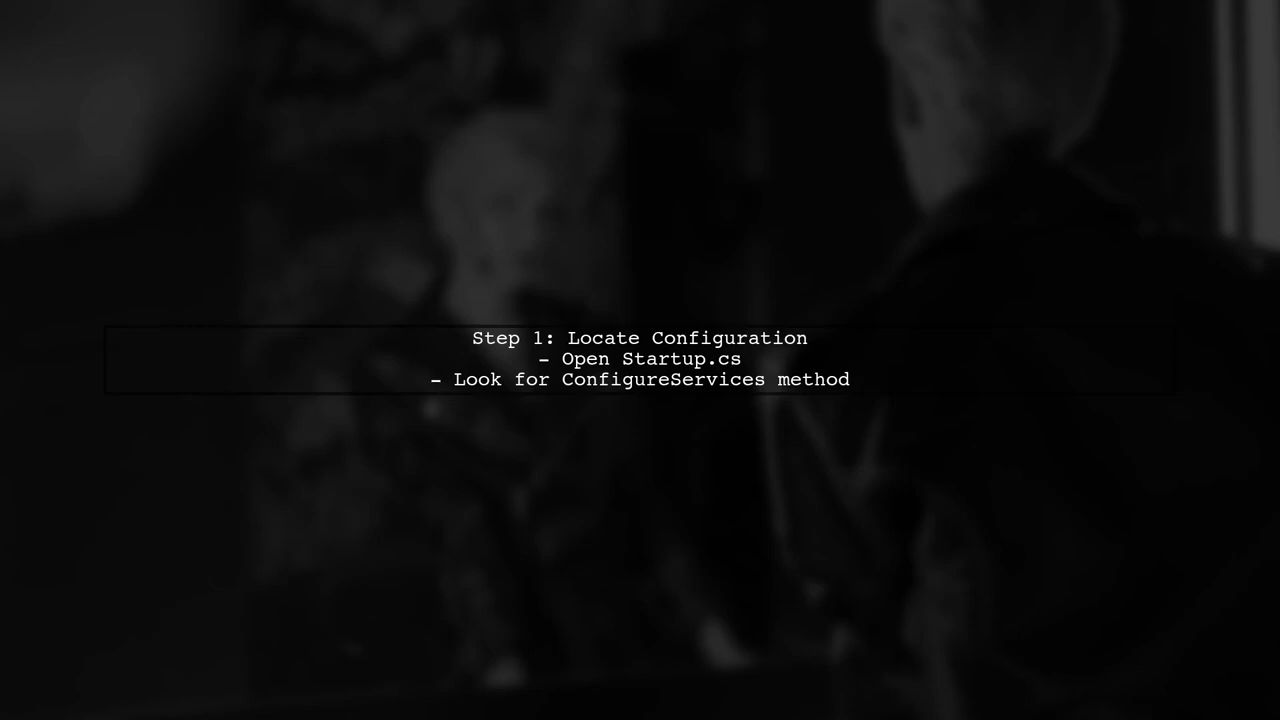 Step 1: Locate Configuration
– Open Startup.cs
– Look for ConfigureServices method